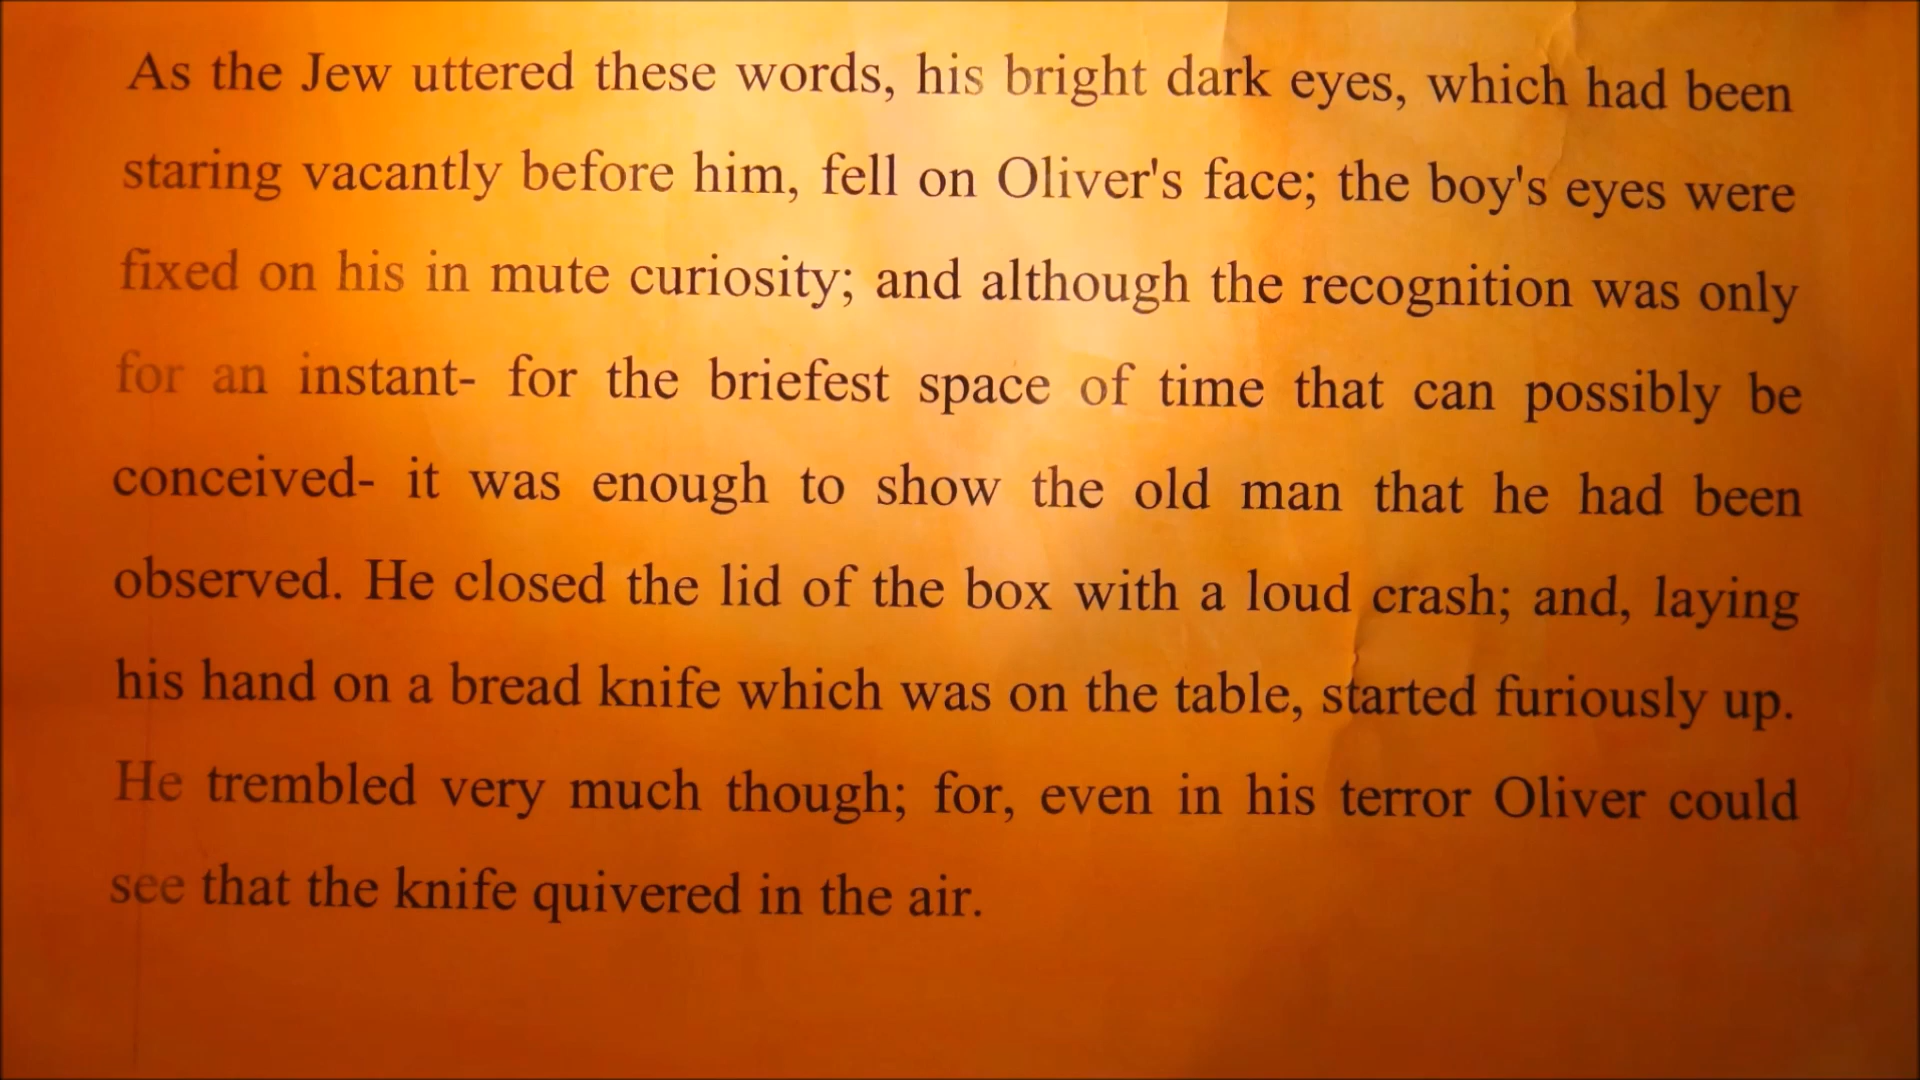 As the Jew uttered these words, his bright dark eyes, which had been
staring vacantly before him, fell on Oliver's face; the boy's eyes were
fixed on his in mute curiosity; and although the recognition was only
for an instant- for the briefest space of time that can possibly be
conceived- it was enough to show the old man that he had been
observed. He closed the lid of the box with a loud crash; and, laying
his hand on a bread knife which was on the table, started furiously up.
He trembled very much though; for, even in his terror Oliver could
see that the knife quivered in the air.